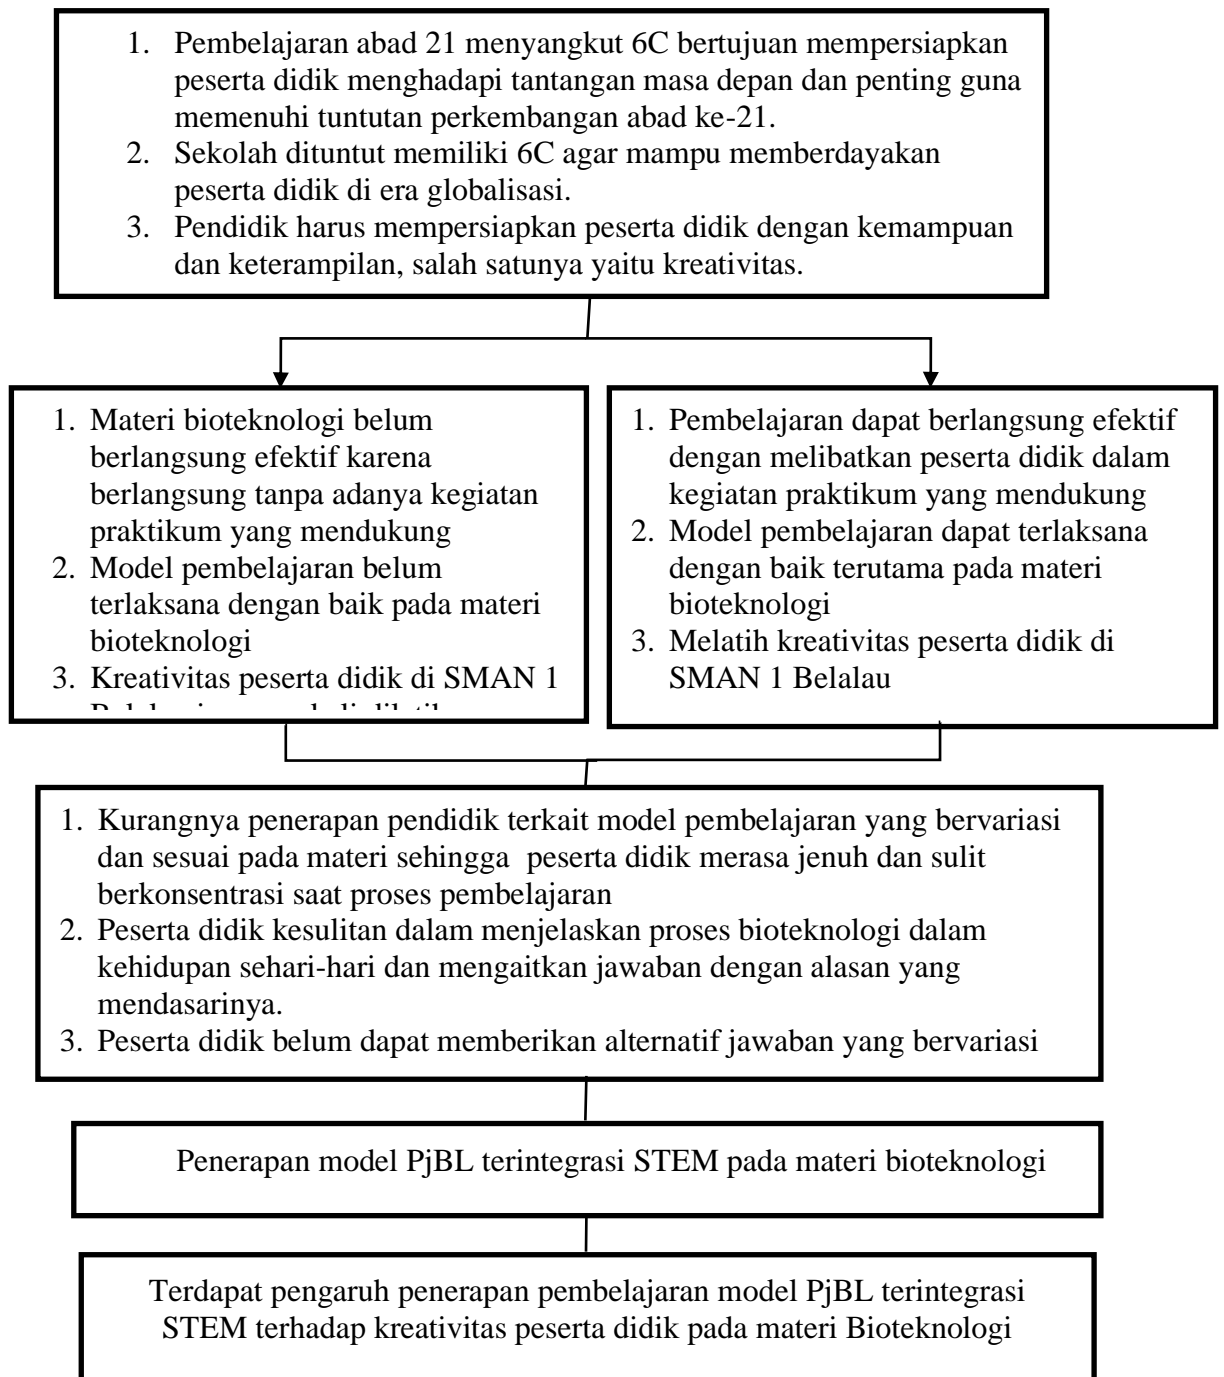 1. Pembelajaran abad 21 menyangkut 6C bertujuan mempersiapkan
peserta didik menghadapi tantangan masa depan dan penting guna
memenuhi tuntutan perkembangan abad ke-21.
2. Sekolah dituntut memiliki 6C agar mampu memberdayakan
peserta didik di era globalisasi.
3. Pendidik harus mempersiapkan peserta didik dengan kemampuan
dan keterampilan, salah satunya yaitu kreativitas.
1. Materi bioteknologi belum
berlangsung efektif karena
berlangsung tanpa adanya kegiatan
praktikum yang mendukung
2. Model pembelajaran belum
terlaksana dengan baik pada materi
bioteknologi
3. Kreativitas peserta didik di SMAN 1
1. Pembelajaran dapat berlangsung efektif
dengan melibatkan peserta didik dalam
kegiatan praktikum yang mendukung
2. Model pembelajaran dapat terlaksana
dengan baik terutama pada materi
bioteknologi
3. Melatih kreativitas peserta didik di
SMAN 1 Belalau
1. Kurangnya penerapan pendidik terkait model pembelajaran yang bervariasi
dan sesuai pada materi sehingga peserta didik merasa jenuh dan sulit
berkonsentrasi saat proses pembelajaran
2. Peserta didik kesulitan dalam menjelaskan proses bioteknologi dalam
kehidupan sehari-hari dan mengaitkan jawaban dengan alasan yang
mendasarinya.
3. Peserta didik belum dapat memberikan alternatif jawaban yang bervariasi
Penerapan model PjBL terintegrasi STEM pada materi bioteknologi
Terdapat pengaruh penerapan pembelajaran model PjBL terintegrasi
STEM terhadap kreativitas peserta didik pada materi Bioteknologi